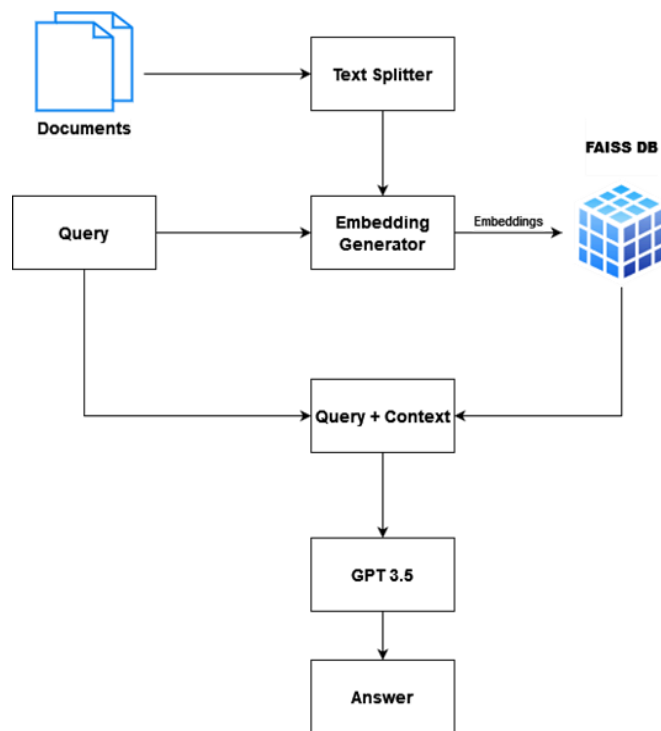 Text Splitter
Documents
FAISS DB
Query
Embedding
Generator
Embeddings
Query + Context
GPT 3.5
Answer